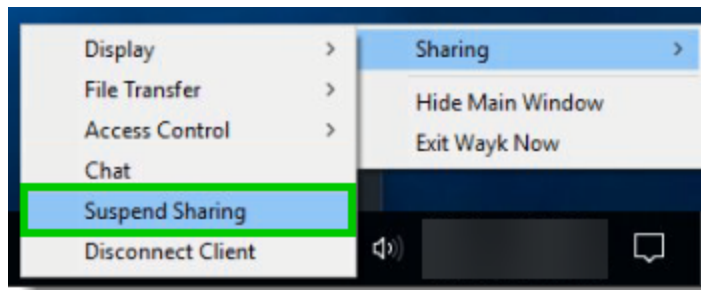 Display
File Transfer
Access Control
Chat
Suspend Sharing
Disconnect Client
Sharing
Hide Main Window
Exit Wayk Now